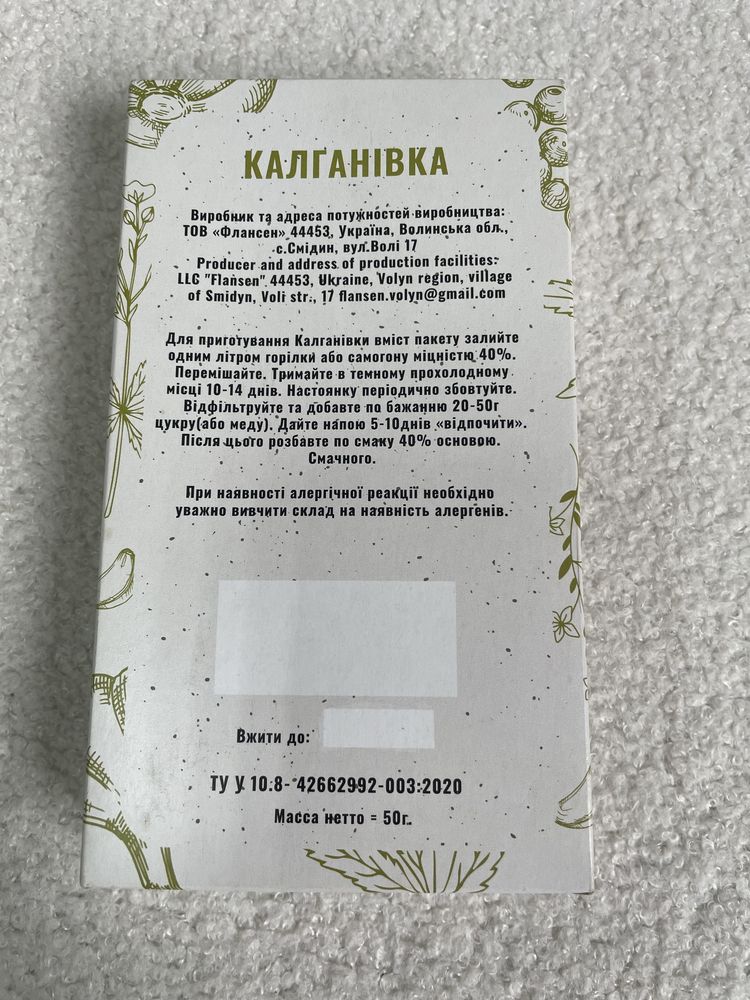 КАЛГАНІВКА
Виробник та адреса потужностей виробництва:
ТОВ «Флансен» 44453, Україна, Волинська обл.,
с.Смідин, вул.Волі 17
Producer and address of production facilities:
LLC "Flansen" 44453, Ukraine, Volyn region, village
of Smidyn, Voli str., 17 flansen.volyn@gmail.com
Для приготування Калганівки вміст пакету залийте
одним літром горілки або самогону міцністю 40%.
Перемішайте. Тримайте в темному прохолодному
місці 10-14 днів. Настоянку періодично збовтуйте.
Відфільтруйте та добавте по бажанню 20-50г
цукру(або меду). Дайте напою 5-10днів «відпочити».
Після цього розбавте по смаку 40% основою.
Смачного.
При наявності алергічної реакції необхідно
уважно вивчити склад на наявність алергенів.
Вжити до:
ТУ У 10.8- 42662992-003:2020
Масса нетто = 50г.